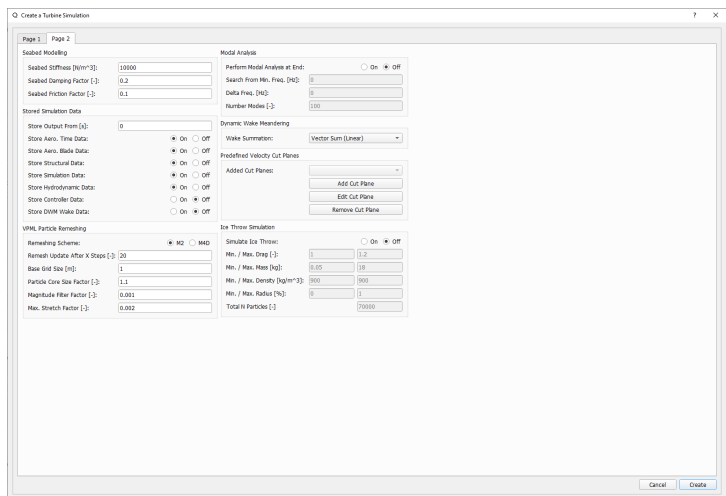 Create a Turbine Simulation
Page 1 Page 2
Seabed Modelling
Seabed Stiffness [N/m^3]: 10000
Seabed Damping Factor [-]: 0.2
Seabed Friction Factor [-]: 0.1
Stored Simulation Data
Store Output From [s]: 0
Store Aero. Time Data: On Off
Store Aero. Blade Data: On Off
Store Structural Data: On Off
Store Simulation Data: On Off
Store Hydrodynamic Data: On Off
Store Controller Data: On Off
Store DWM Wake Data: On Off
VPML Particle Remeshing
Remeshing Scheme: M2 M4D
Remesh Update After X Steps [-]: 20
Base Grid Size [m]: 1
Particle Core Size Factor [-]: 1.1
Magnitude Filter Factor [-]: 0.001
Max. Stretch Factor [-]: 0.002
Modal Analysis
Perform Modal Analysis at End: On Off
Search From Min. Freq. [Hz]: 0
Delta Freq. [Hz]: 0
Number Modes [-]: 100
Dynamic Wake Meandering
Wake Summation: Vector Sum (Linear)
Predefined Velocity Cut Planes
Added Cut Planes:
Add Cut Plane
Edit Cut Plane
Remove Cut Plane
Ice Throw Simulation
Simulate Ice Throw: On Off
Min. / Max. Drag [-]: 1 1.2
Min. / Max. Mass [kg]: 0.05 18
Min. / Max. Density [kg/m^3]: 900 900
Min. / Max. Radius [%]: 0 1
Total N Particles [-] 70000
Cancel Create